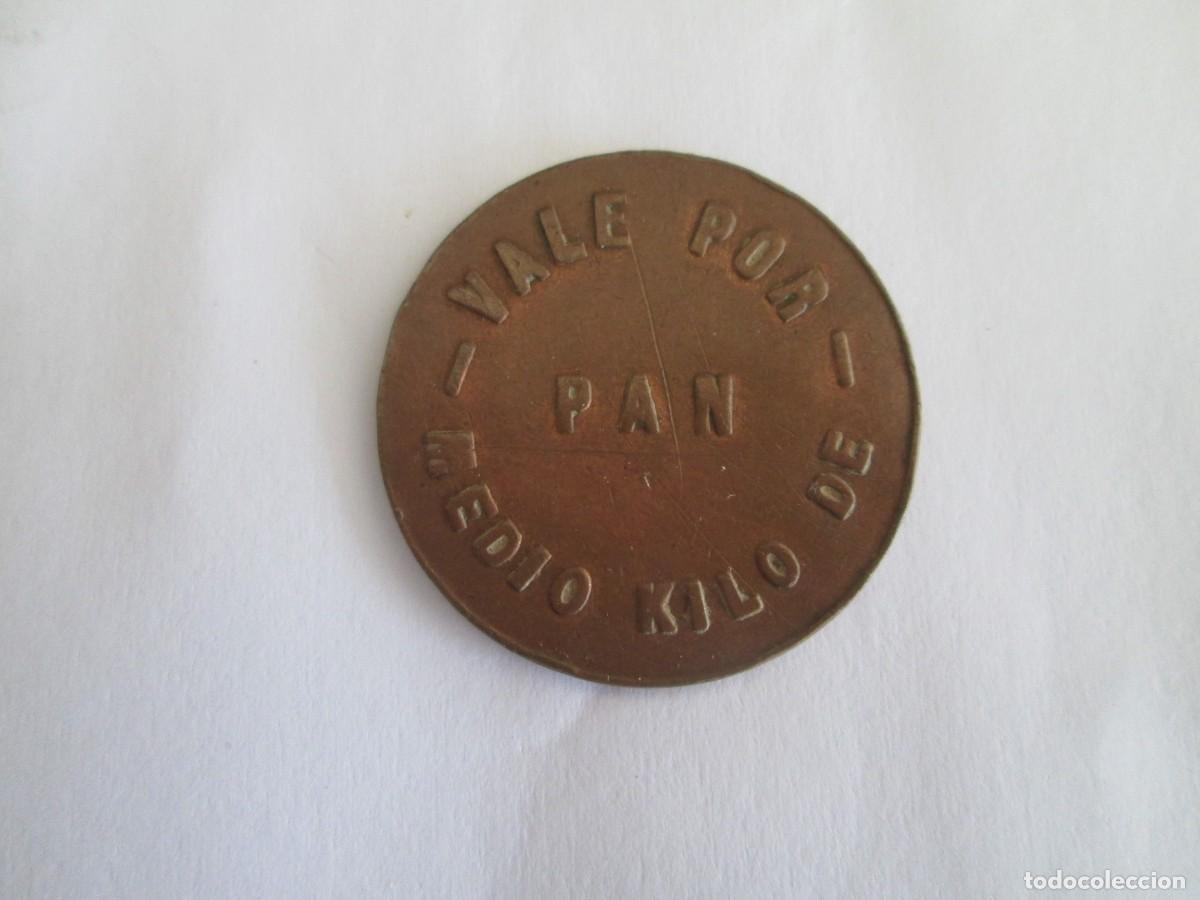 — VALE POR —
MEDIO KILO DE
PAN
todocoleccion